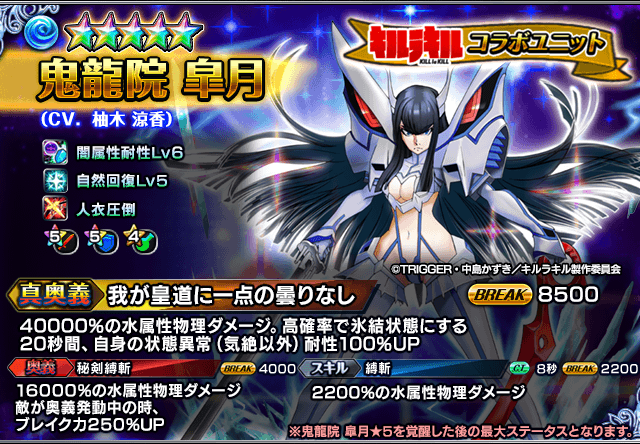 キルラキル
KILL la KILL
コラボユニット
鬼龍院 皐月
(CV. 柚木 涼香)
闇属性耐性Lv6
自然回復Lv5
人衣圧倒
5 5 4
©TRIGGER・中島かずき／キルラキル製作委員会
真奥義 我が皇道に一点の曇りなし BREAK 8500
40000%の水属性物理ダメージ。高確率で氷結状態にする
20秒間、自身の状態異常(気絶以外)耐性100%UP
奥義 秘剣縛斬 BREAK 4000
16000%の水属性物理ダメージ
敵が奥義発動中の時、
ブレイク力250%UP
スキル 縛斬 CT 8秒 BREAK 2200
2200%の水属性物理ダメージ
※鬼龍院 皐月★5を覚醒した後の最大ステータスとなります。